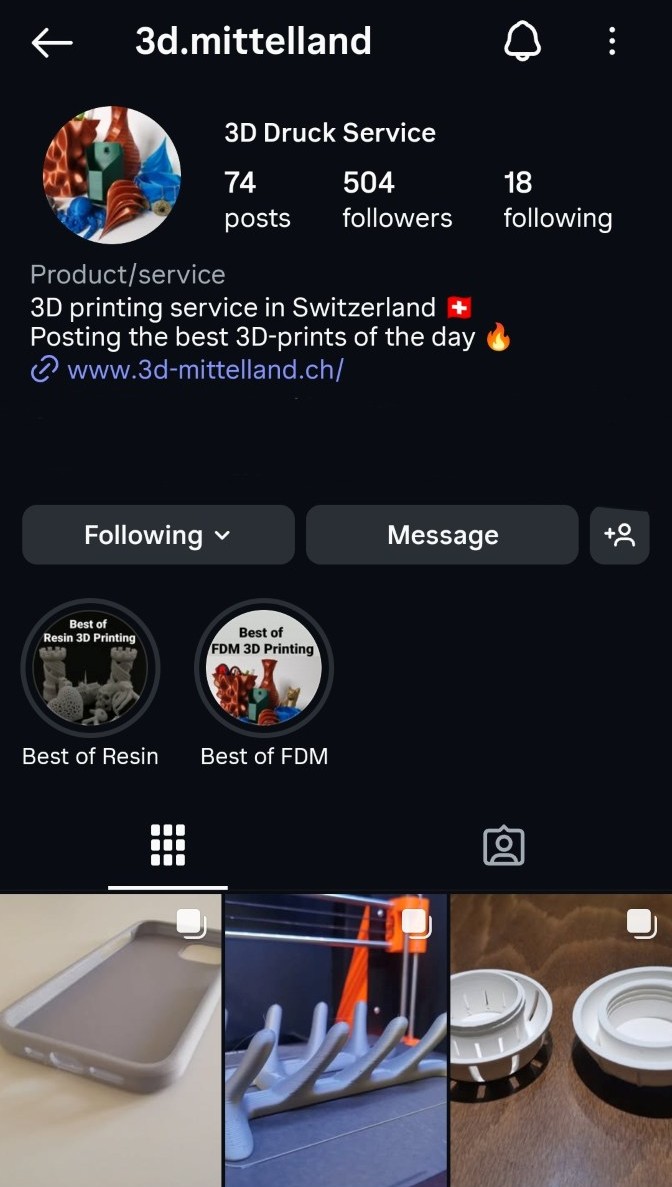 3d.mittelland
3D Druck Service
74 504 18
posts followers following
Product/service
3D printing service in Switzerland 🇨🇭
Posting the best 3D-prints of the day 🔥
www.3d-mittelland.ch/
Following Message
Best of
Resin 3D Printing
Best of
FDM 3D Printing
Best of Resin Best of FDM